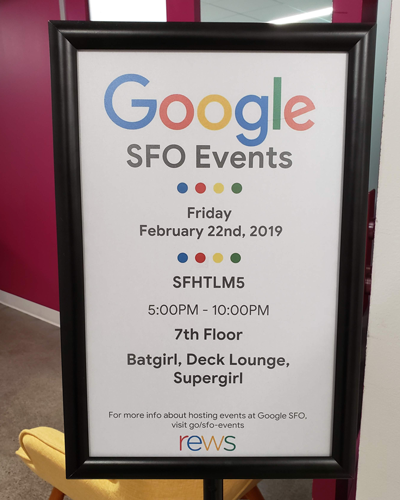 Google
SFO Events
Friday
February 22nd, 2019
SFHTLM5
5:00PM - 10:00PM
7th Floor
Batgirl, Deck Lounge,
Supergirl
For more info about hosting events at Google SFO,
visit go/sfo-events
rews